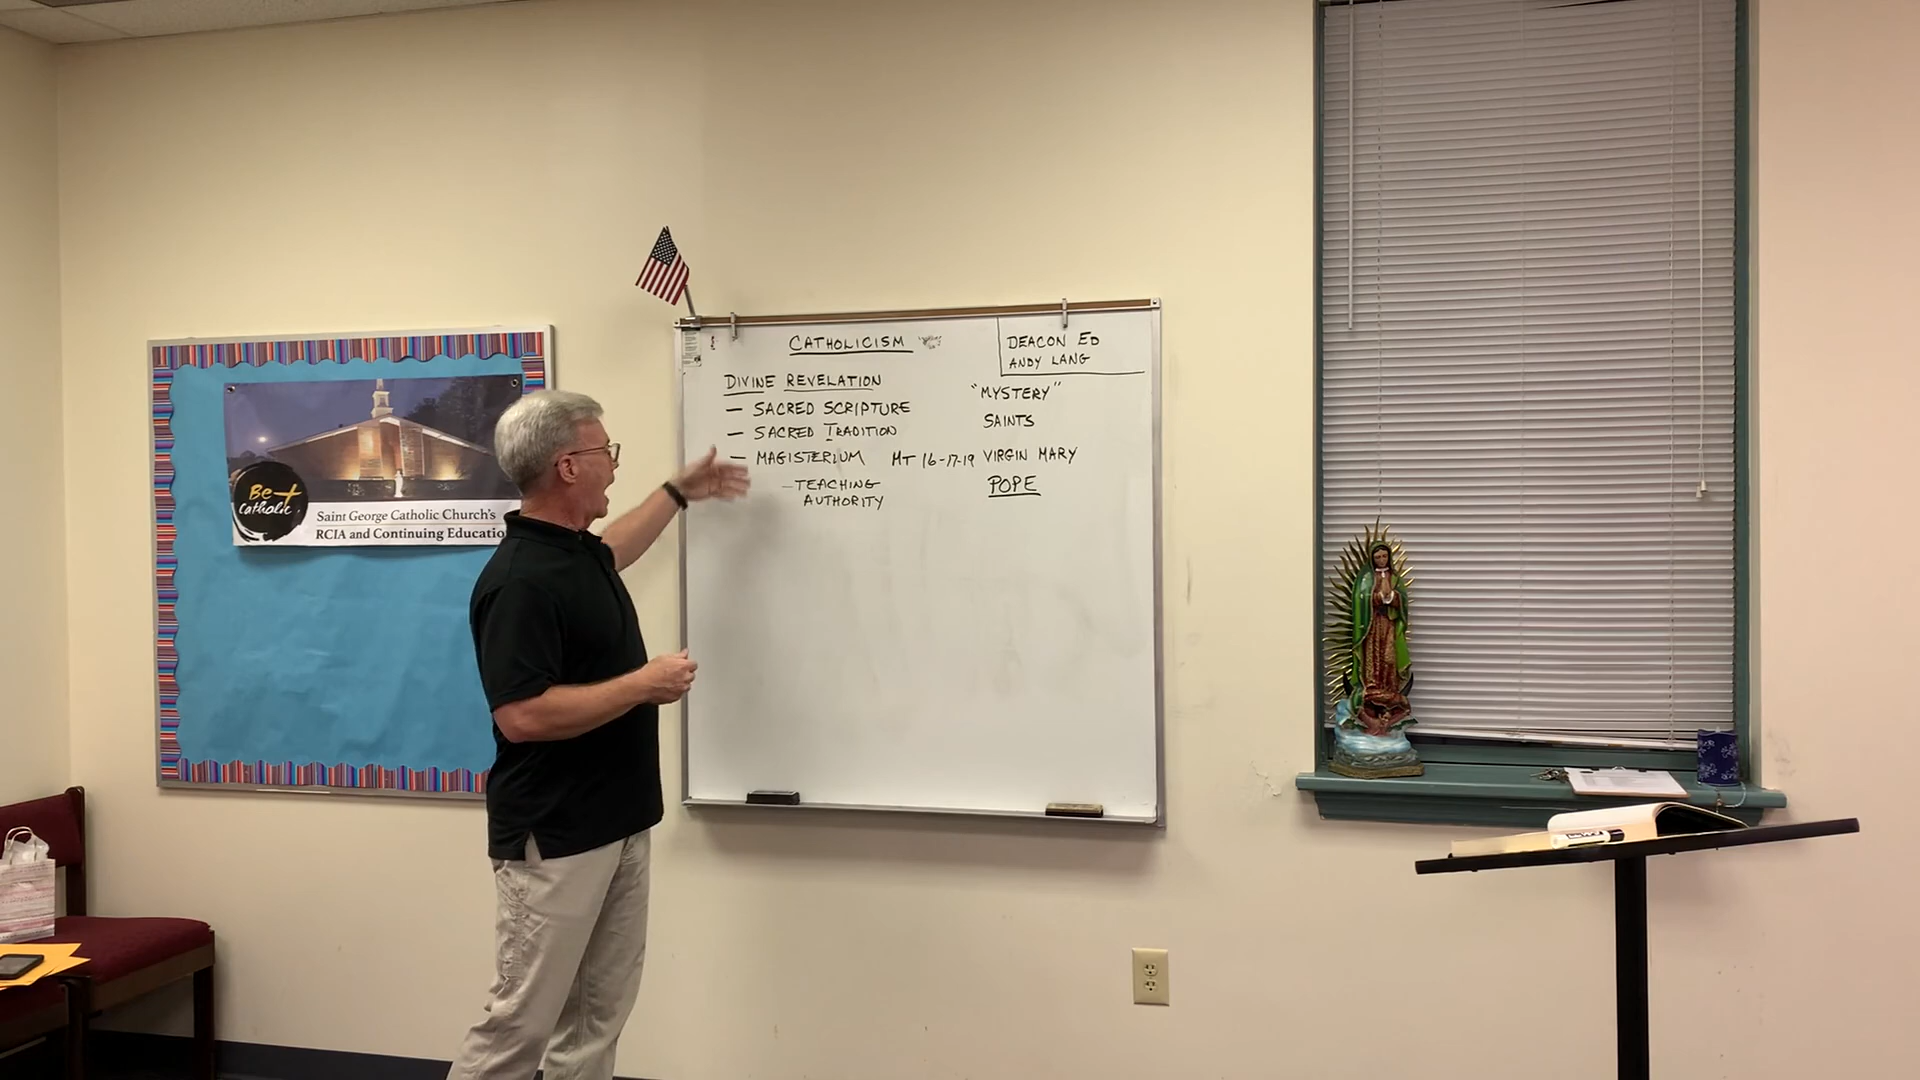 Be
Catholic.
Saint George Catholic Church's
RCIA and Continuing Educatio
CATHOLICISM
DEACON ED
ANDY LANG
DIVINE REVELATION
— SACRED SCRIPTURE
— SACRED TRADITION
— MAGISTERIUM MT 16-17-19
— TEACHING
AUTHORITY
"MYSTERY"
SAINTS
VIRGIN MARY
POPE